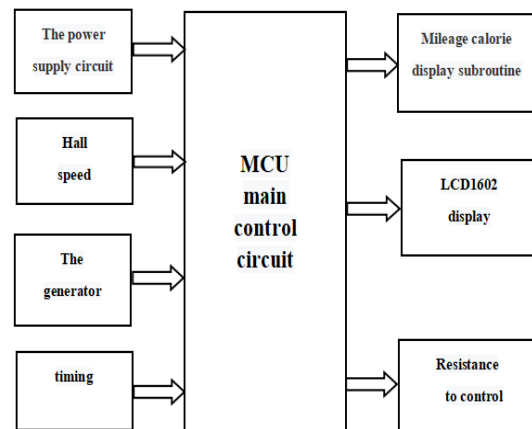 The power
supply circuit
Hall
speed
The
generator
timing
MCU
main
control
circuit
Mileage calorie
display subroutine
LCD1602
display
Resistance
to control